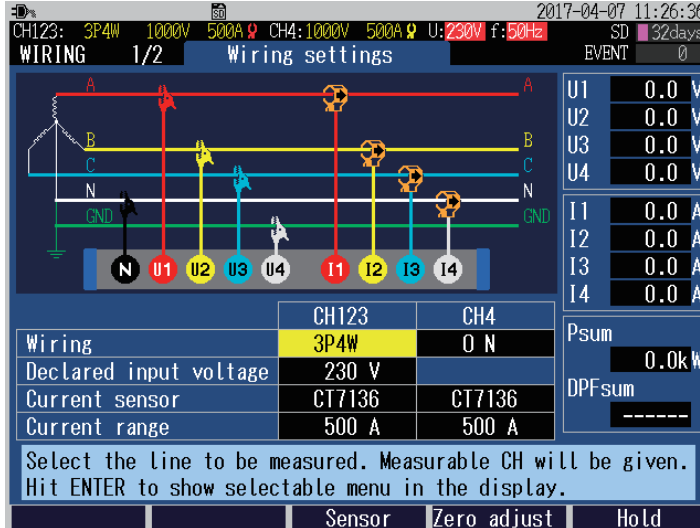 SD 2017-04-07 11:26:36
CH123: 3P4W 1000V 500A CH4:1000V 500A U:230V f:50Hz SD 32days
WIRING 1/2 Wiring settings EVENT 0
A A
B B
C C
N N
GND GND
N U1 U2 U3 U4 I1 I2 I3 I4
U1 0.0 V
U2 0.0 V
U3 0.0 V
U4 0.0 V
I1 0.0 A
I2 0.0 A
I3 0.0 A
I4 0.0 A
Psum
0.0kW
DPFsum
------
CH123 CH4
Wiring 3P4W O N
Declared input voltage 230 V
Current sensor CT7136 CT7136
Current range 500 A 500 A
Select the line to be measured. Measurable CH will be given.
Hit ENTER to show selectable menu in the display.
Sensor Zero adjust Hold